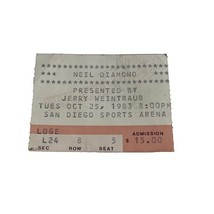 ★★★★★★★★★★★★★★★★
NEIL DIAMOND
★★★★★★★★★★★★★★★★
PRESENTED BY
JERRY WEINTRAUB
TUES OCT 25, 1983 8:00PM
SAN DIEGO SPORTS ARENA
LOGE ADMISSION
L24 8 5 $ 15.00
SEC ROW SEAT